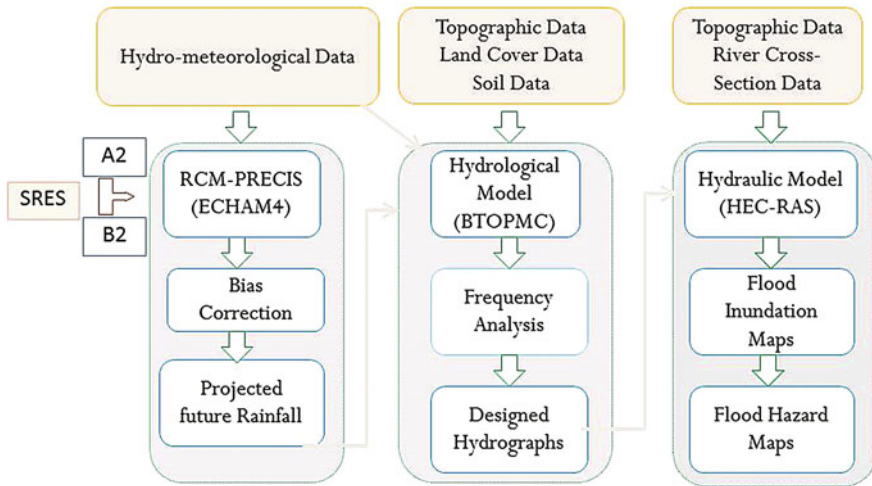 Hydro-meteorological Data
Topographic Data
Land Cover Data
Soil Data
Topographic Data
River Cross-
Section Data
SRES
A2
B2
RCM-PRECIS
(ECHAM4)
Bias
Correction
Projected
future Rainfall
Hydrological
Model
(BTOPMC)
Frequency
Analysis
Designed
Hydrographs
Hydraulic Model
(HEC-RAS)
Flood
Inundation
Maps
Flood Hazard
Maps